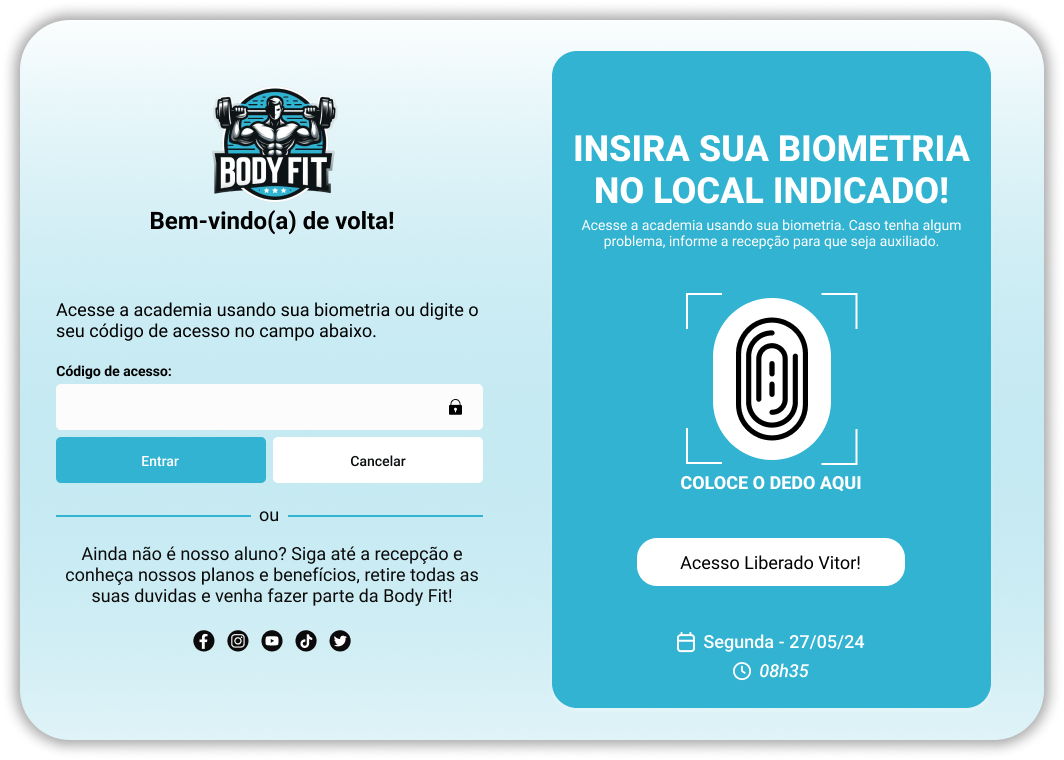 BODY FIT
Bem-vindo(a) de volta!
Acesse a academia usando sua biometria ou digite o
seu código de acesso no campo abaixo.
Código de acesso:
Entrar
Cancelar
ou
Ainda não é nosso aluno? Siga até a recepção e
conheça nossos planos e benefícios, retire todas as
suas duvidas e venha fazer parte da Body Fit!
INSIRA SUA BIOMETRIA
NO LOCAL INDICADO!
Acesse a academia usando sua biometria. Caso tenha algum
problema, informe a recepção para que seja auxiliado.
COLOCE O DEDO AQUI
Acesso Liberado Vitor!
Segunda - 27/05/24
08h35